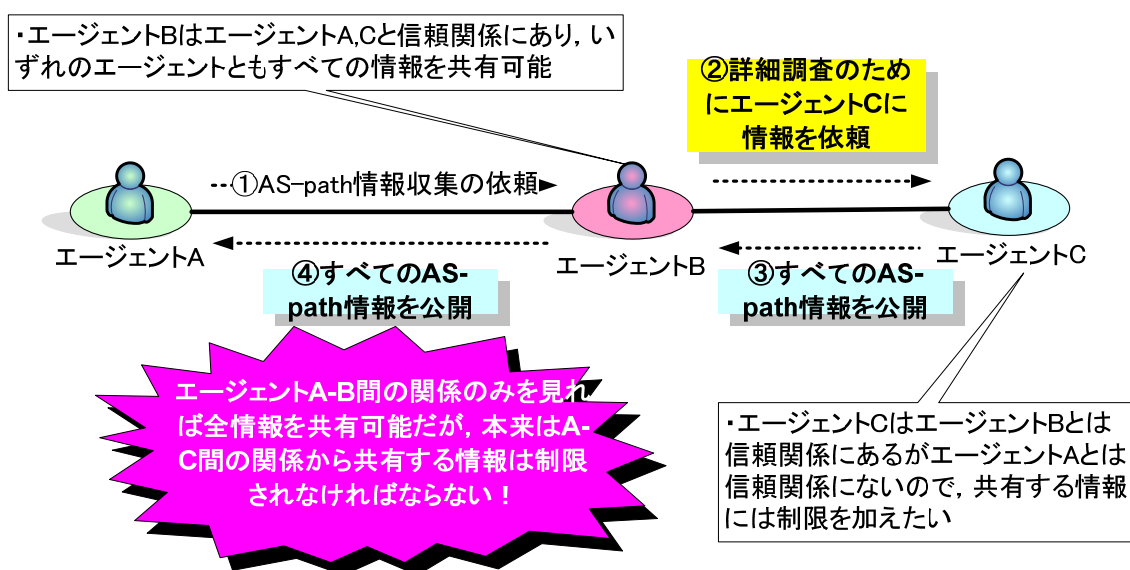 ・エージェントBはエージェントA,Cと信頼関係にあり，い
ずれのエージェントともすべての情報を共有可能
②詳細調査のため
にエージェントCに
情報を依頼
①AS-path情報収集の依頼
エージェントA
エージェントB
エージェントC
④すべてのAS-
path情報を公開
③すべてのAS-
path情報を公開
エージェントA-B間の関係のみを見れ
ば全情報を共有可能だが，本来はA-
C間の関係から共有する情報は制限
されなければならない！
・エージェントCはエージェントBとは
信頼関係にあるがエージェントAとは
信頼関係にないので，共有する情報
には制限を加えたい